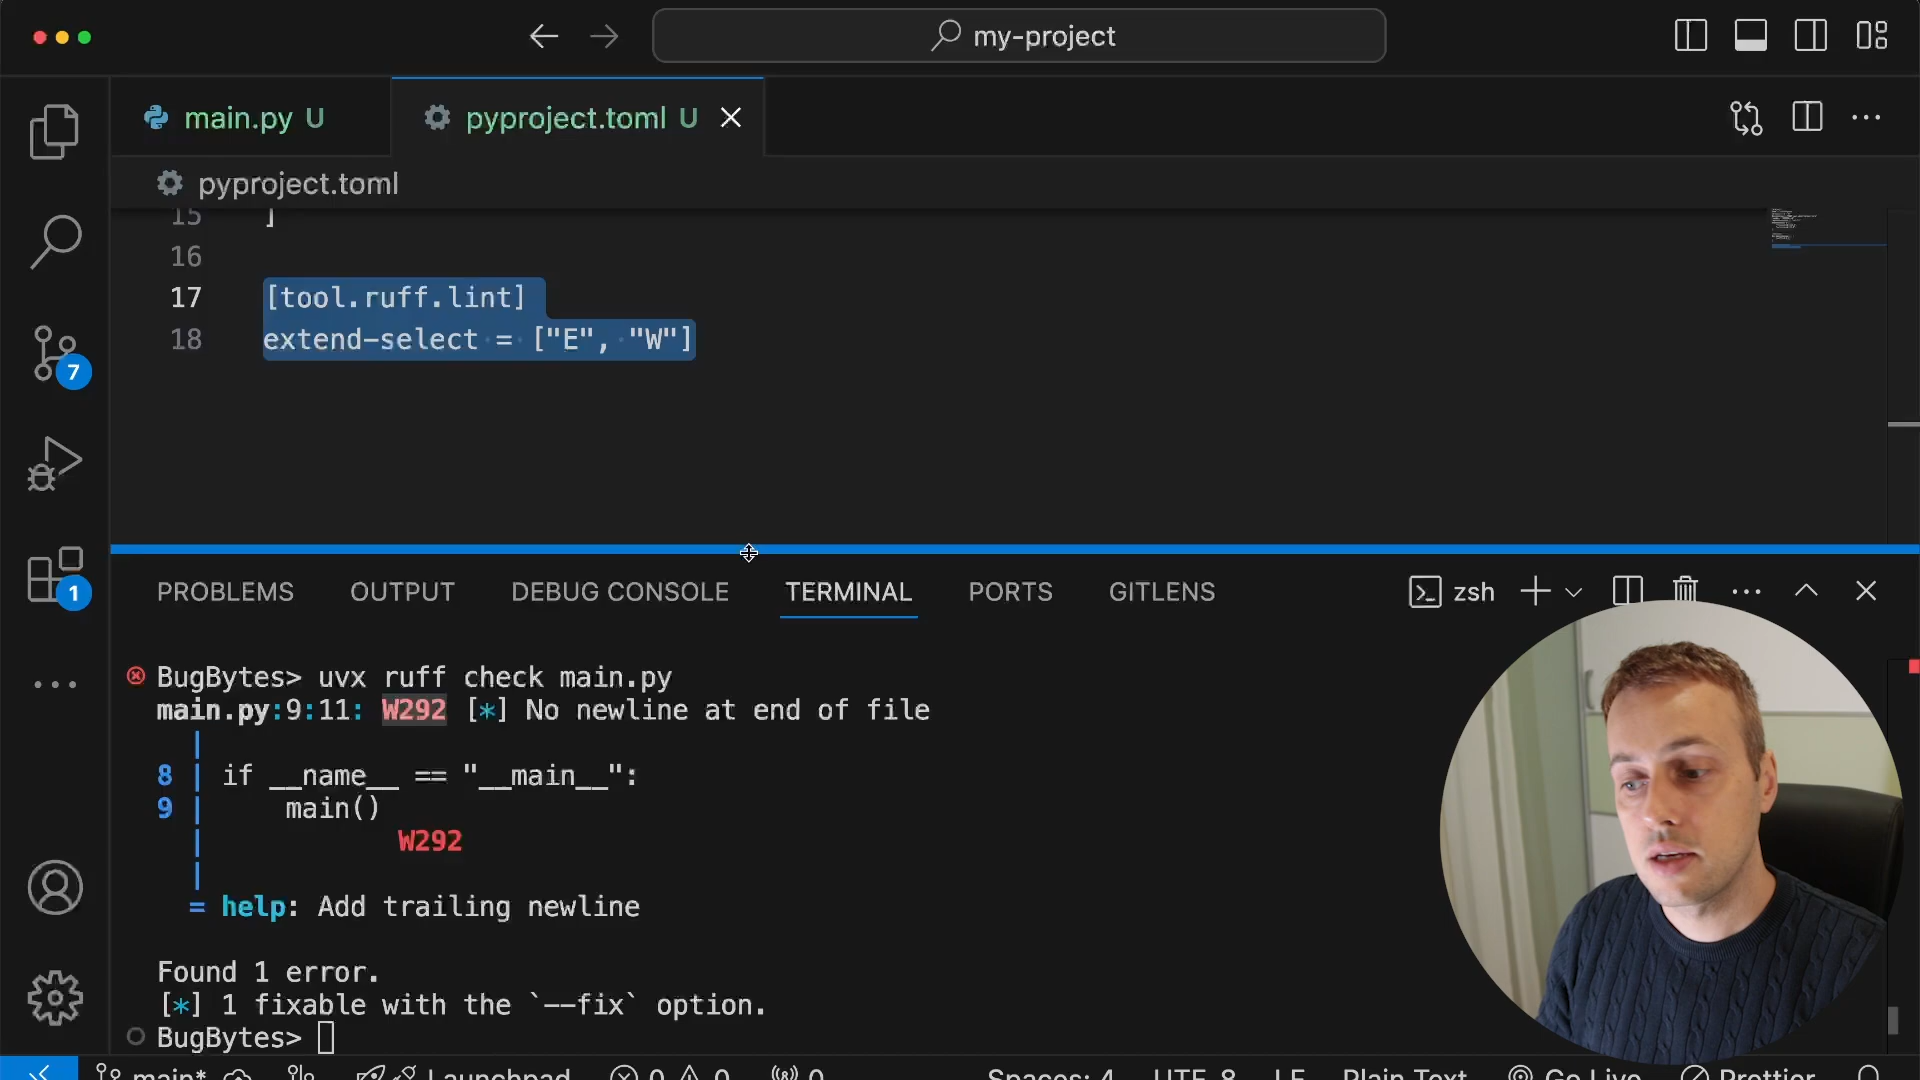 my-project
main.py U
pyproject.toml U
pyproject.toml
15 ]
16
17 [tool.ruff.lint]
18 extend-select = ["E", "W"]
7
1
PROBLEMS OUTPUT DEBUG CONSOLE TERMINAL PORTS GITLENS zsh
BugBytes> uvx ruff check main.py
main.py:9:11: W292 [*] No newline at end of file
|
8 | if __name__ == "__main__":
9 |     main()
| W292
|
= help: Add trailing newline
Found 1 error.
[*] 1 fixable with the `--fix` option.
BugBytes>
main* Launchpad 0 0 0 Spaces: 4 UTF-8 LF Plain Text Go Live Prettier